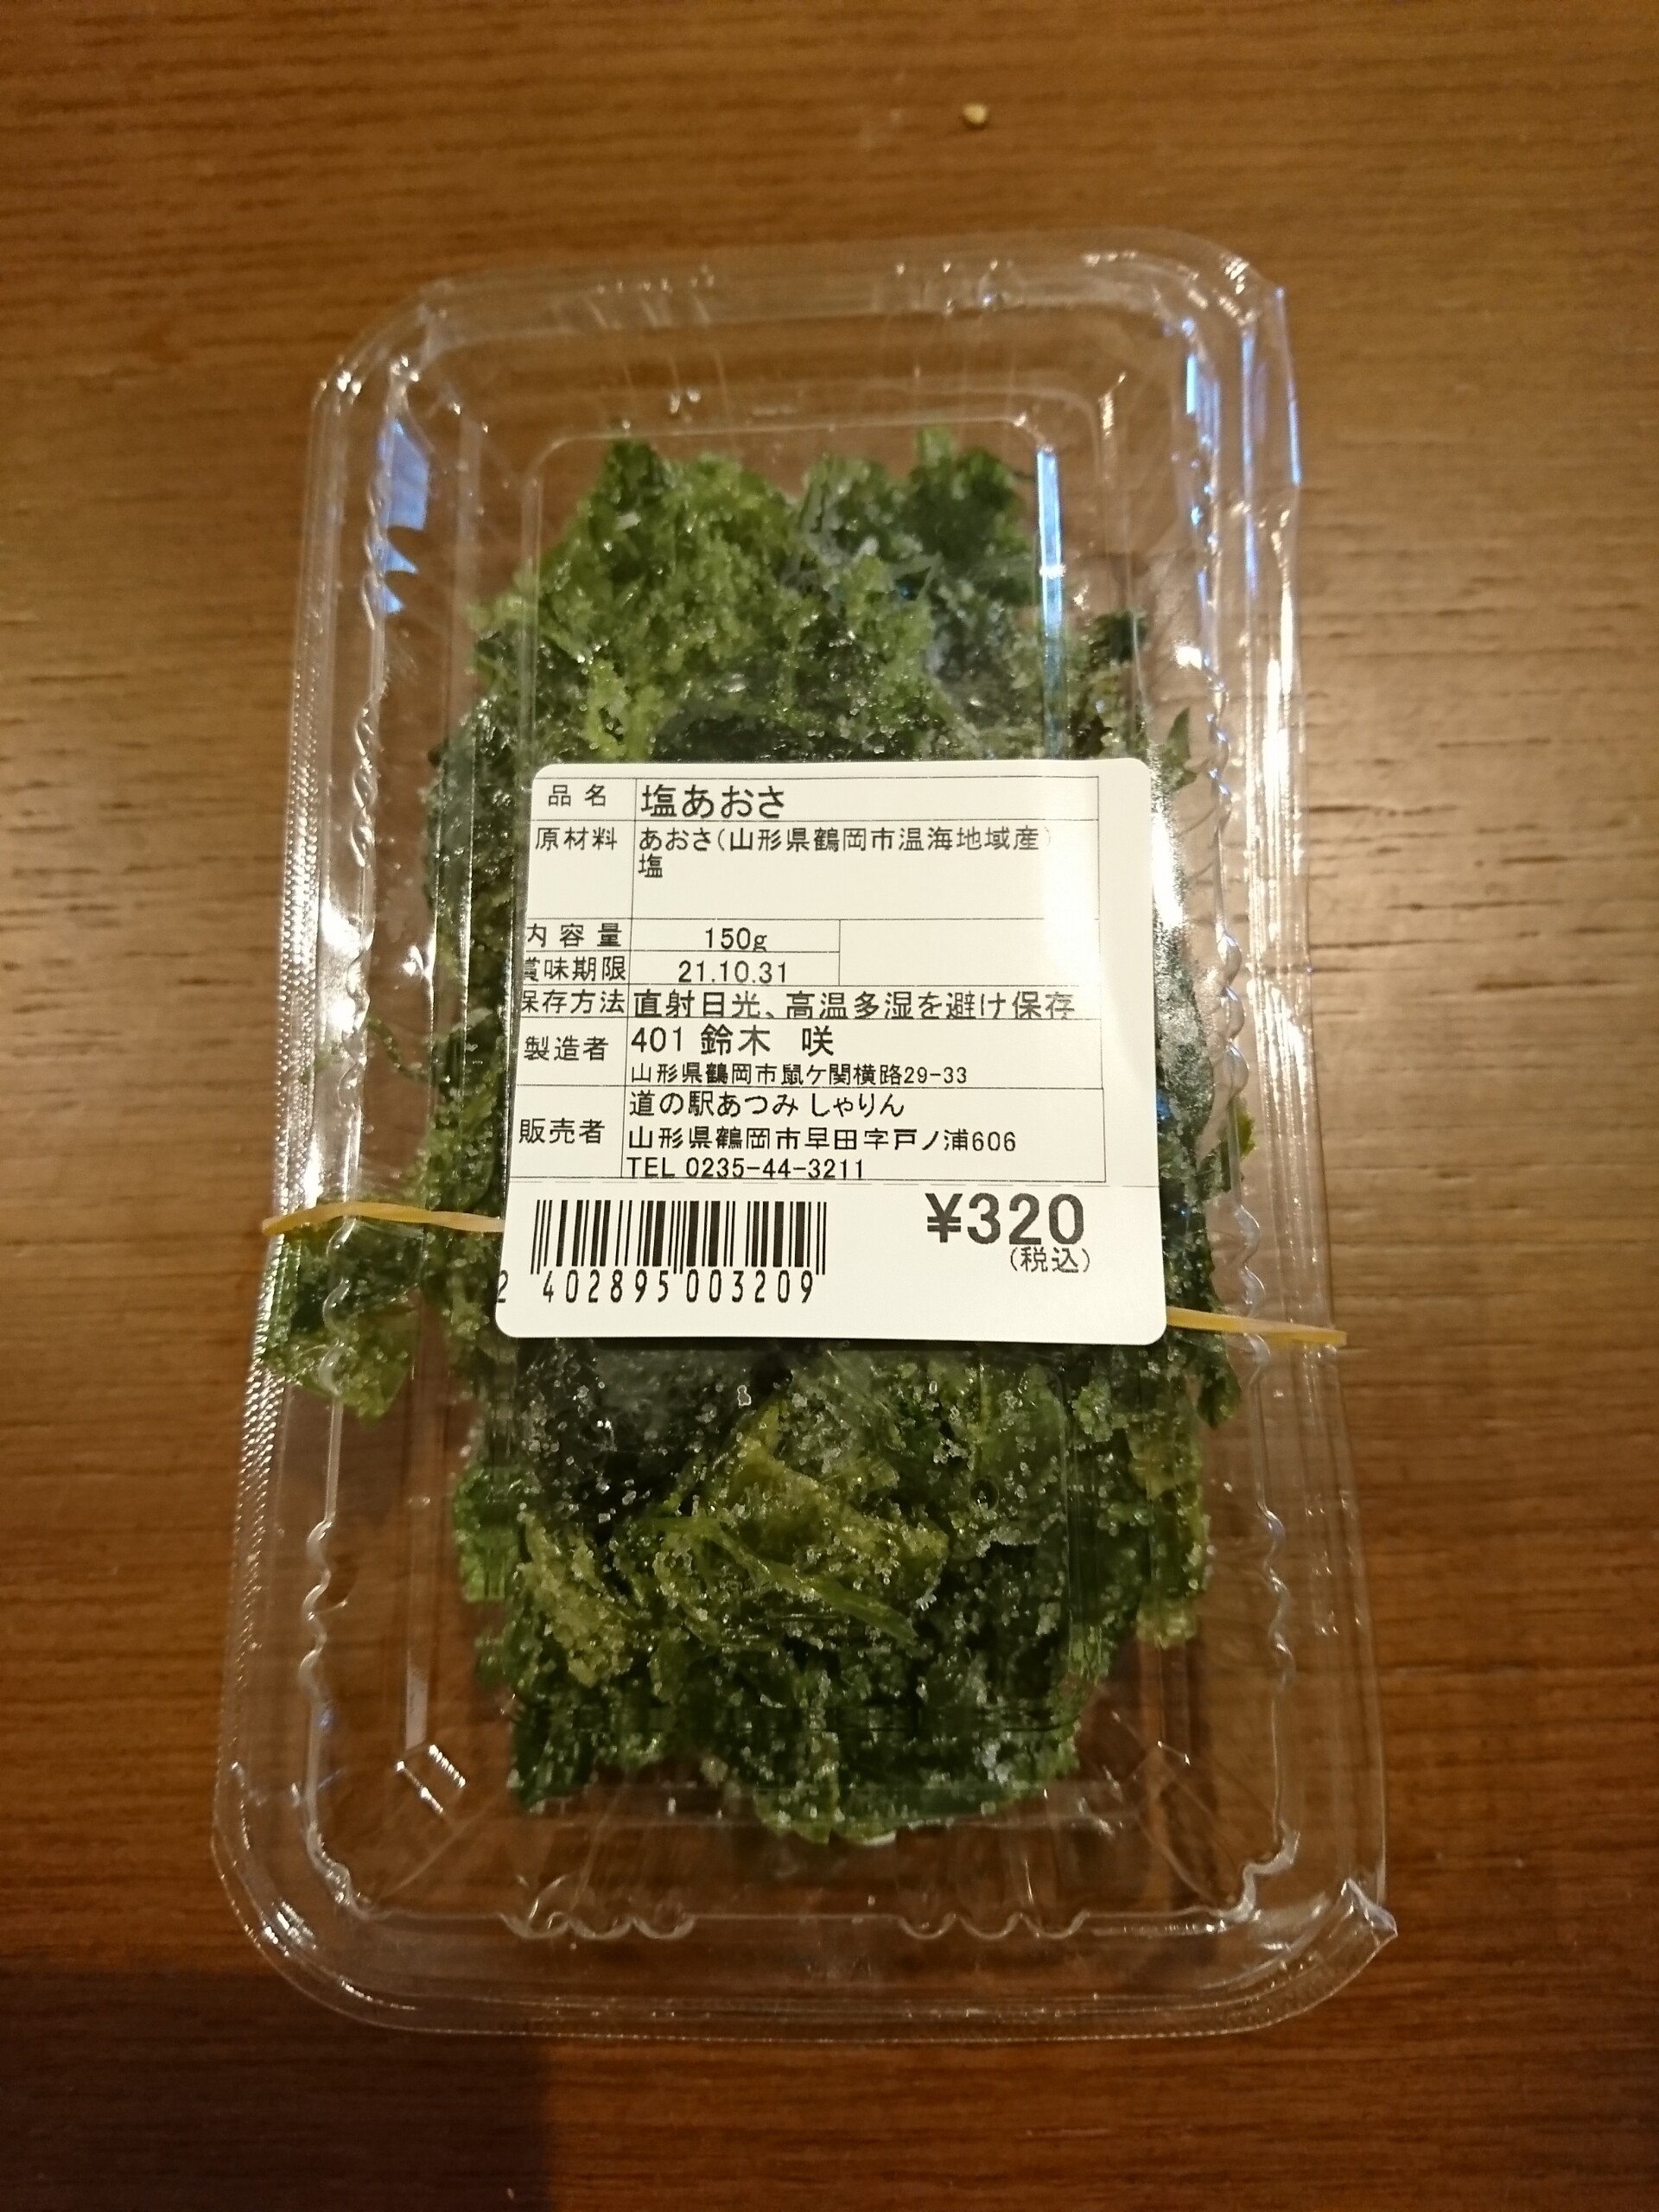 品名 塩あおさ
原材料 あおさ(山形県鶴岡市温海地域産)
塩
内容量 150g
賞味期限 21.10.31
保存方法 直射日光、高温多湿を避け保存
製造者 401 鈴木 咲
山形県鶴岡市鼠ケ関横路29-33
販売者 道の駅あつみ しゃりん
山形県鶴岡市早田字戸ノ浦606
TEL 0235-44-3211
¥320
(税込)
2 402895 003209